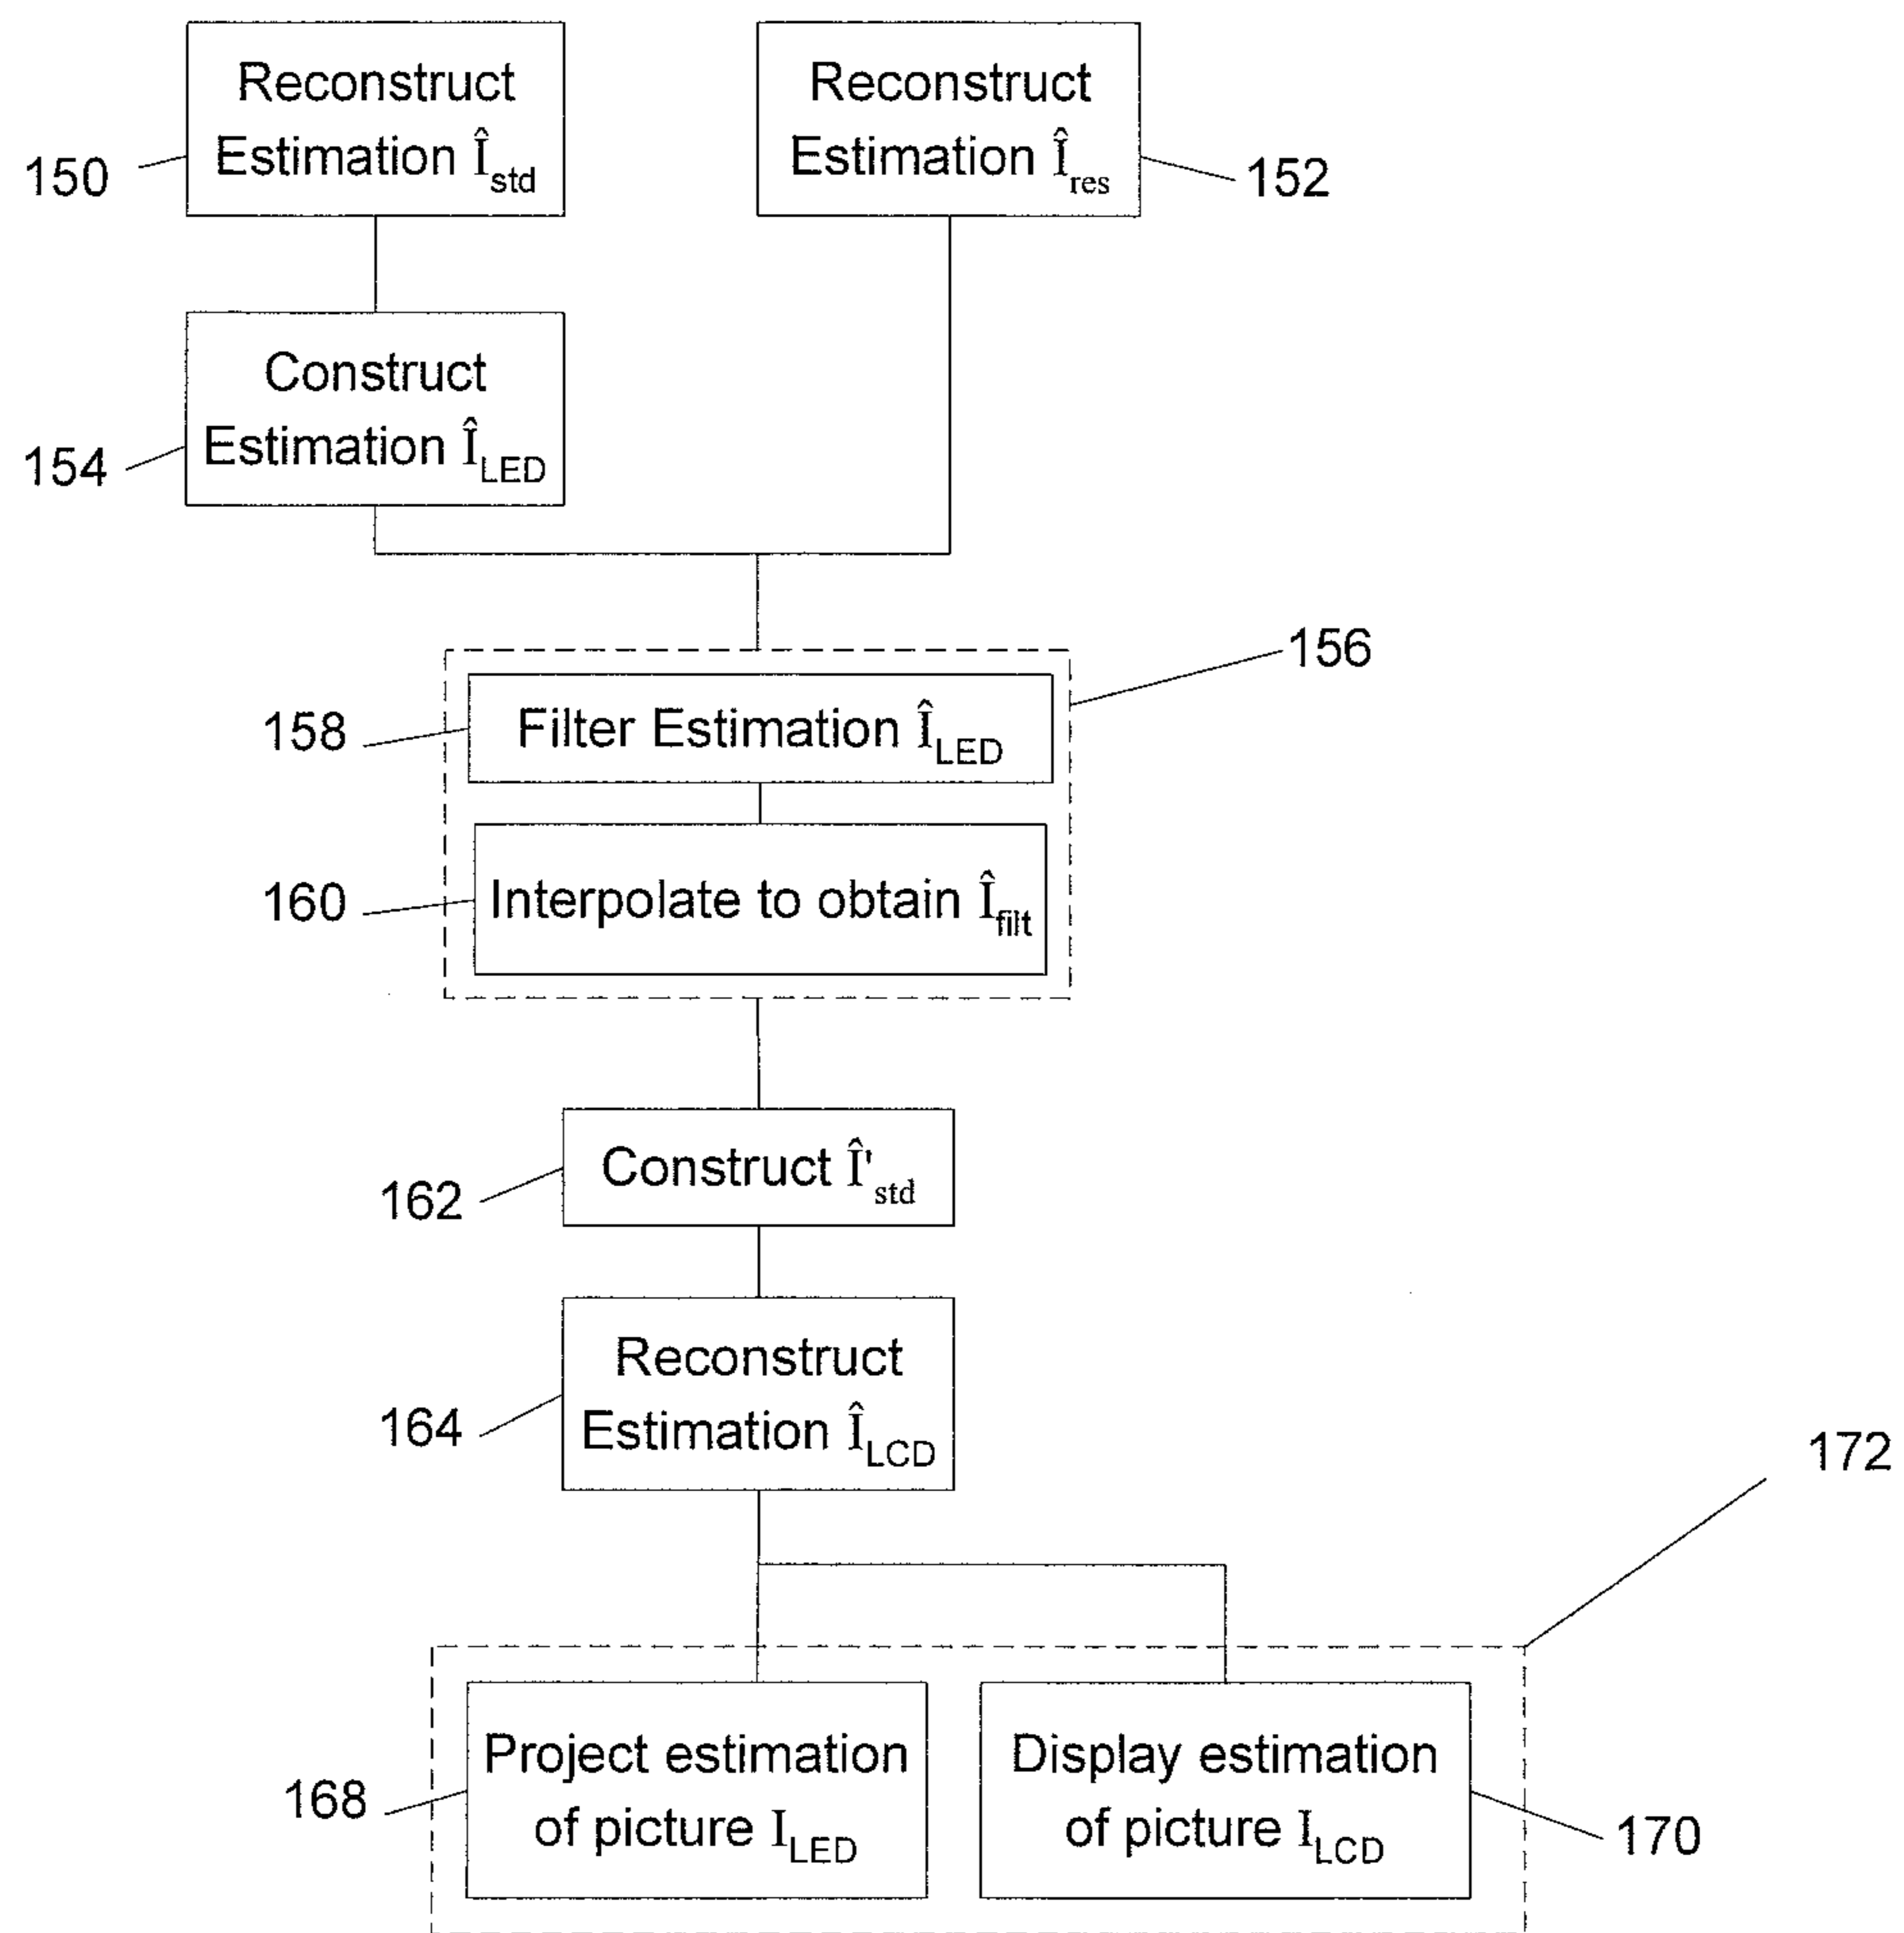 Reconstruct
Estimation Î_std
150
Reconstruct
Estimation Î_res
152
Construct
Estimation Î_LED
154
156
158
Filter Estimation Î_LED
160
Interpolate to obtain Î_filt
162
Construct Î'_std
Reconstruct
Estimation Î_LCD
164
172
Project estimation
of picture I_LED
168
Display estimation
of picture I_LCD
170